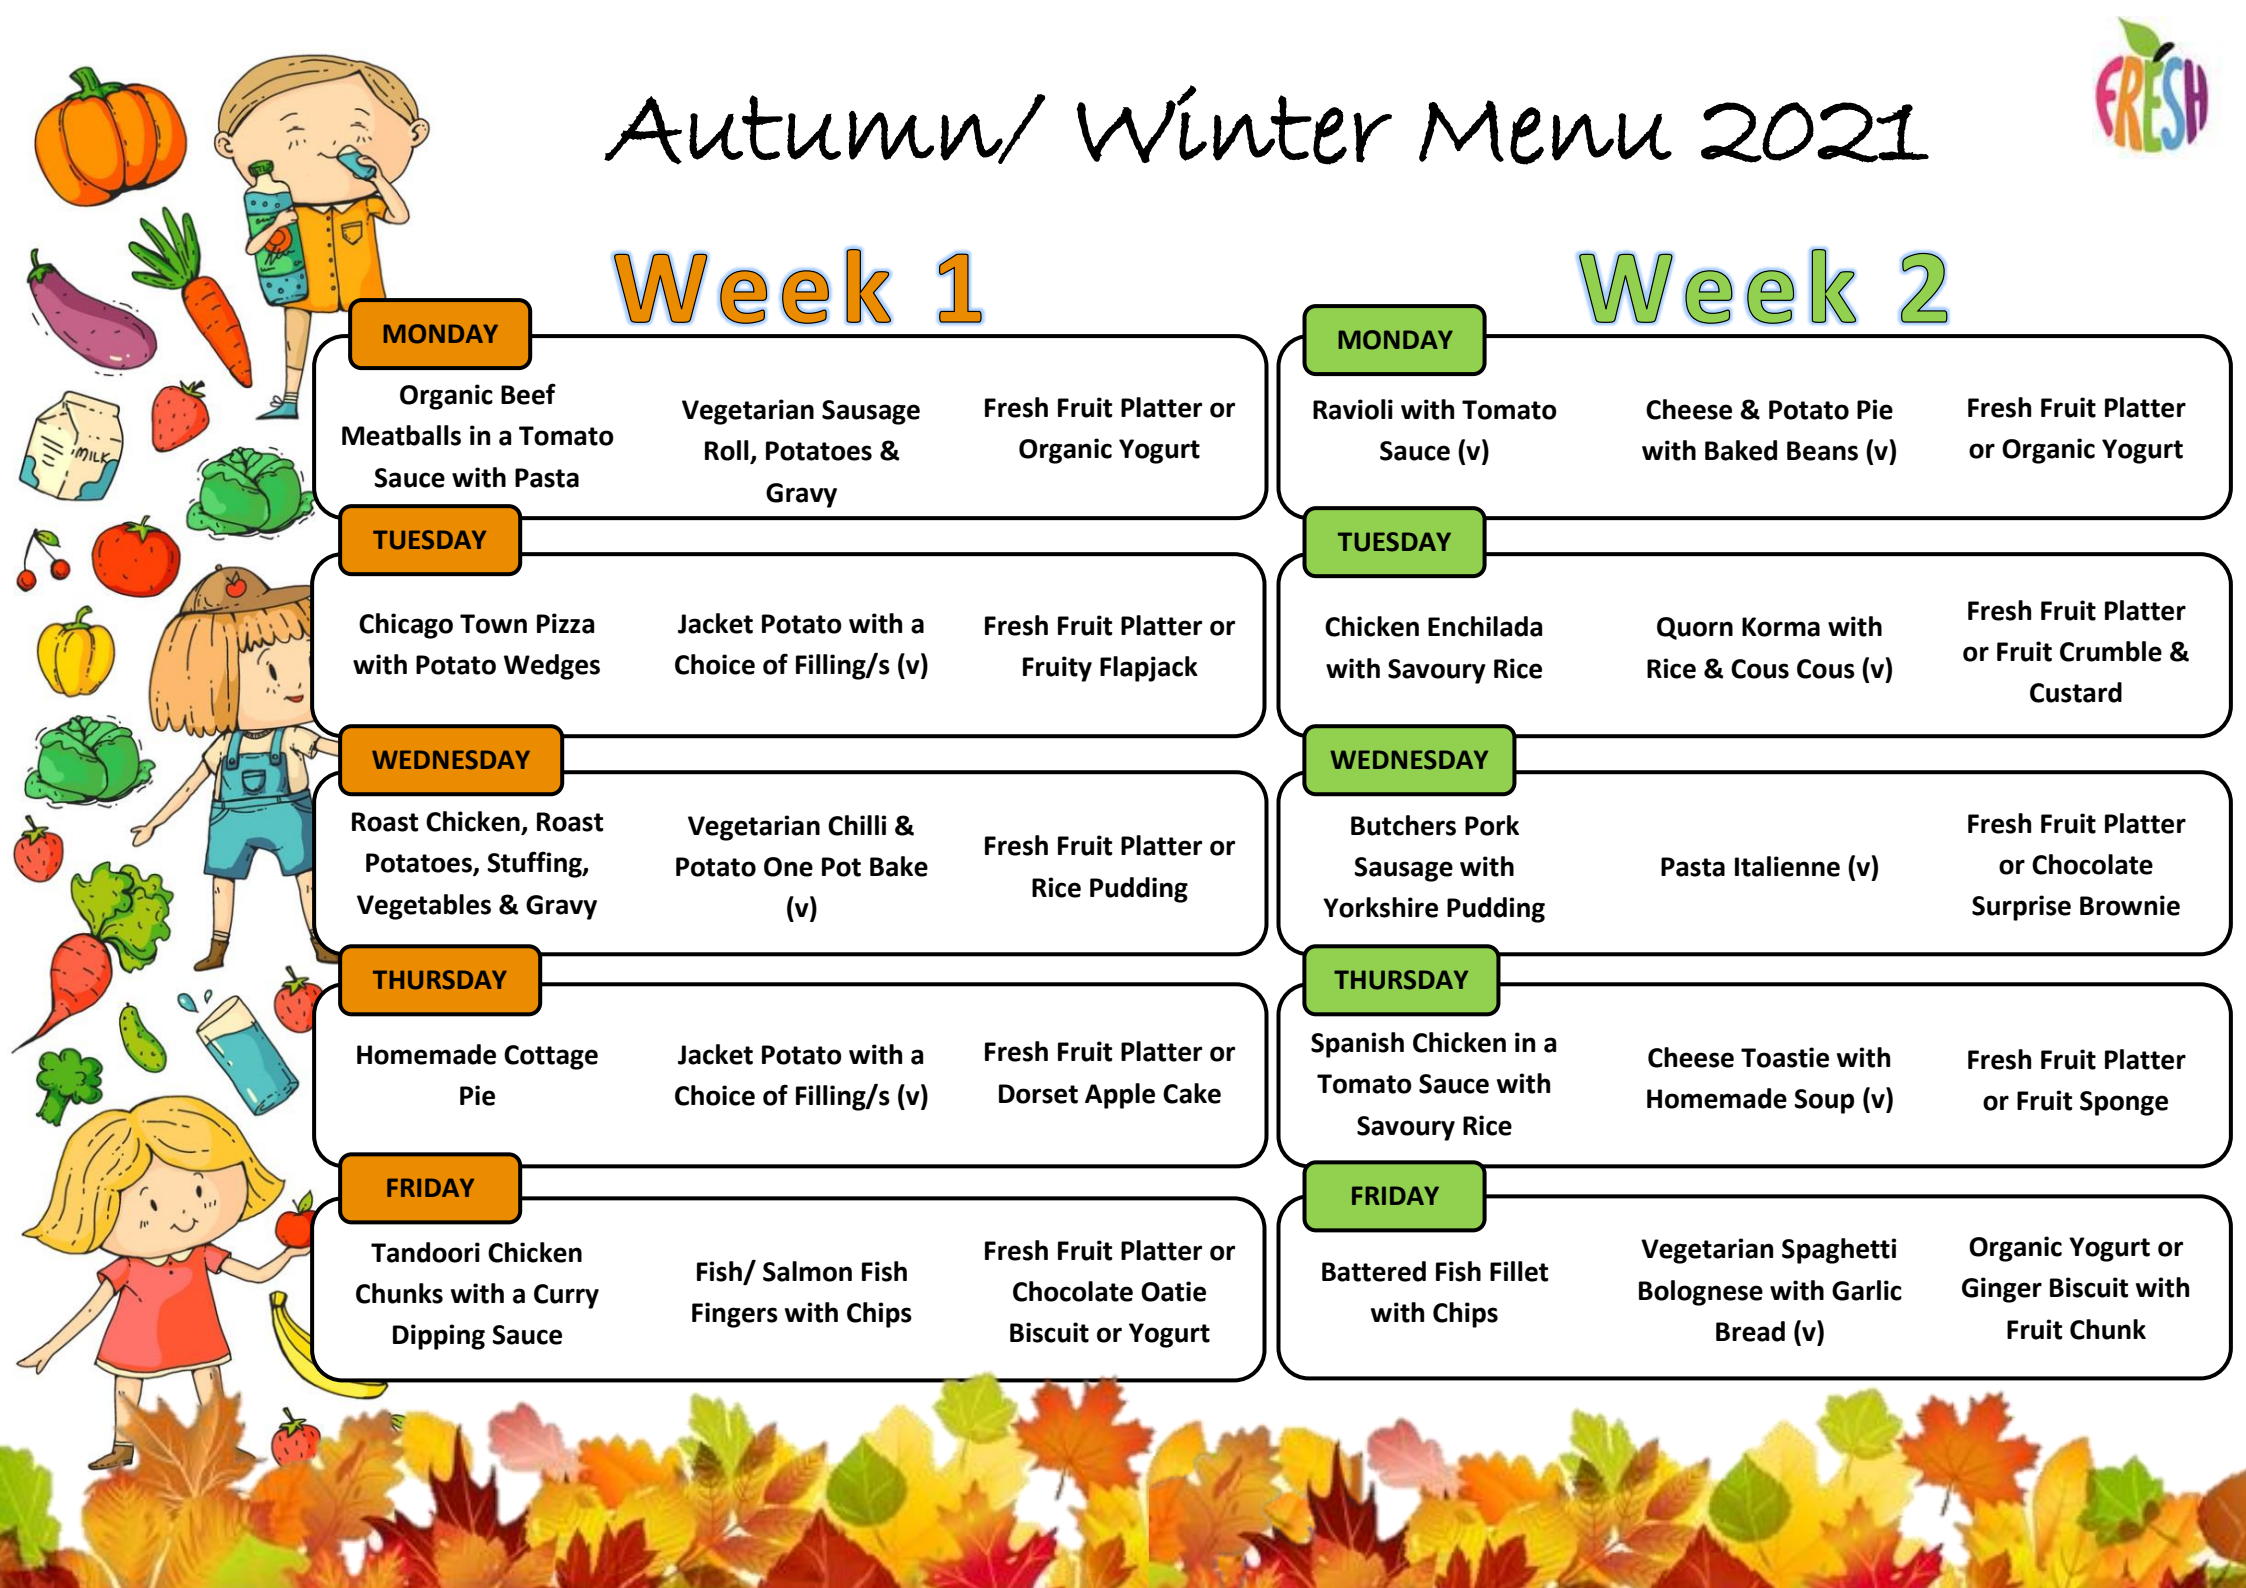 FRESH
Autumn/ Winter Menu 2021
Week 1
MONDAY
Organic Beef
Meatballs in a Tomato
Sauce with Pasta
Vegetarian Sausage
Roll, Potatoes &
Gravy
Fresh Fruit Platter or
Organic Yogurt
TUESDAY
Chicago Town Pizza
with Potato Wedges
Jacket Potato with a
Choice of Filling/s (v)
Fresh Fruit Platter or
Fruity Flapjack
WEDNESDAY
Roast Chicken, Roast
Potatoes, Stuffing,
Vegetables & Gravy
Vegetarian Chilli &
Potato One Pot Bake
(v)
Fresh Fruit Platter or
Rice Pudding
THURSDAY
Homemade Cottage
Pie
Jacket Potato with a
Choice of Filling/s (v)
Fresh Fruit Platter or
Dorset Apple Cake
FRIDAY
Tandoori Chicken
Chunks with a Curry
Dipping Sauce
Fish/ Salmon Fish
Fingers with Chips
Fresh Fruit Platter or
Chocolate Oatie
Biscuit or Yogurt
Week 2
MONDAY
Ravioli with Tomato
Sauce (v)
Cheese & Potato Pie
with Baked Beans (v)
Fresh Fruit Platter
or Organic Yogurt
TUESDAY
Chicken Enchilada
with Savoury Rice
Quorn Korma with
Rice & Cous Cous (v)
Fresh Fruit Platter
or Fruit Crumble &
Custard
WEDNESDAY
Butchers Pork
Sausage with
Yorkshire Pudding
Pasta Italienne (v)
Fresh Fruit Platter
or Chocolate
Surprise Brownie
THURSDAY
Spanish Chicken in a
Tomato Sauce with
Savoury Rice
Cheese Toastie with
Homemade Soup (v)
Fresh Fruit Platter
or Fruit Sponge
FRIDAY
Battered Fish Fillet
with Chips
Vegetarian Spaghetti
Bolognese with Garlic
Bread (v)
Organic Yogurt or
Ginger Biscuit with
Fruit Chunk
MILK